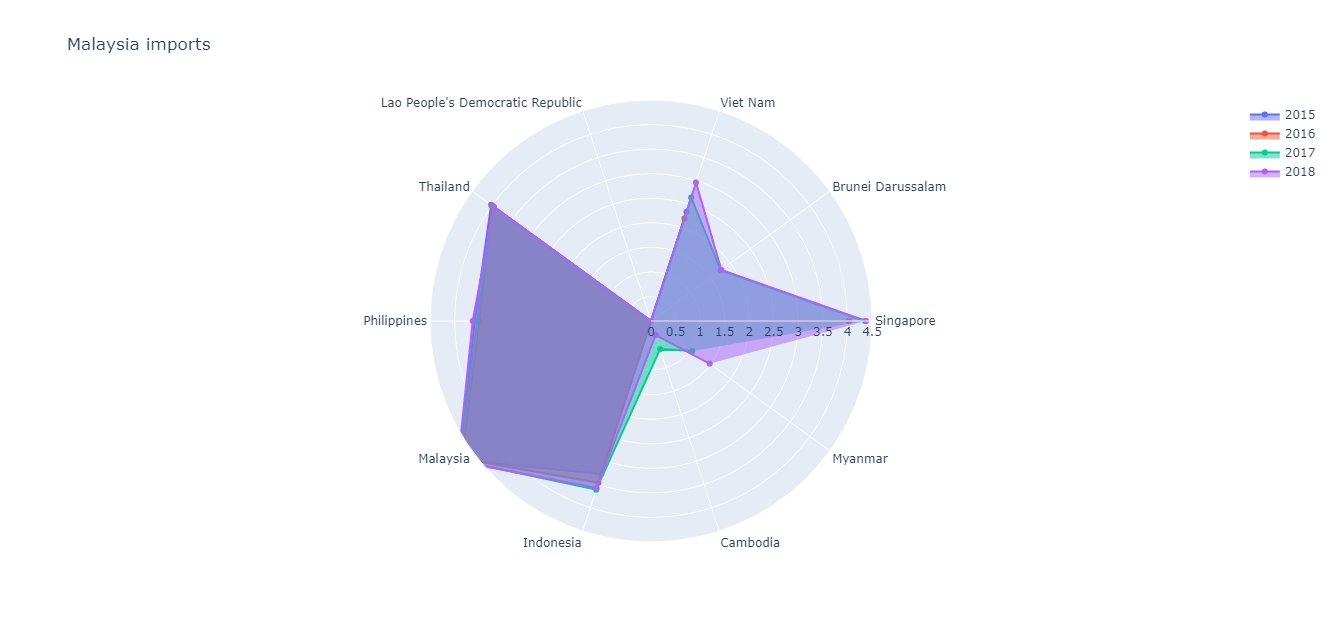 Malaysia imports
Lao People's Democratic Republic
Viet Nam
2015
2016
2017
2018
Thailand
Brunei Darussalam
Philippines
Singapore
0 0.5 1 1.5 2 2.5 3 3.5 4 4.5
Malaysia
Myanmar
Indonesia
Cambodia